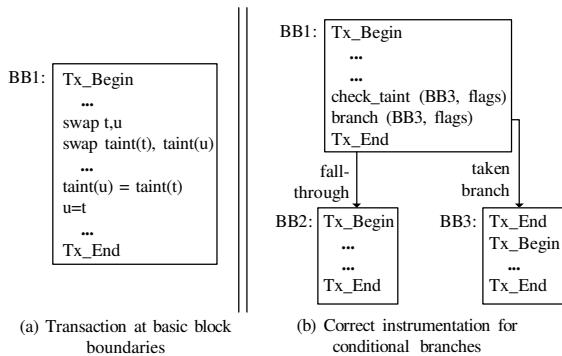 BB1:
Tx_Begin
...
swap t,u
swap taint(t), taint(u)
...
taint(u) = taint(t)
u=t
...
Tx_End
(a) Transaction at basic block
boundaries
BB1:
Tx_Begin
...
...
check_taint (BB3, flags)
branch (BB3, flags)
Tx_End
fall-
through
taken
branch
BB2:
Tx_Begin
...
...
Tx_End
BB3:
Tx_End
Tx_Begin
...
Tx_End
(b) Correct instrumentation for
conditional branches